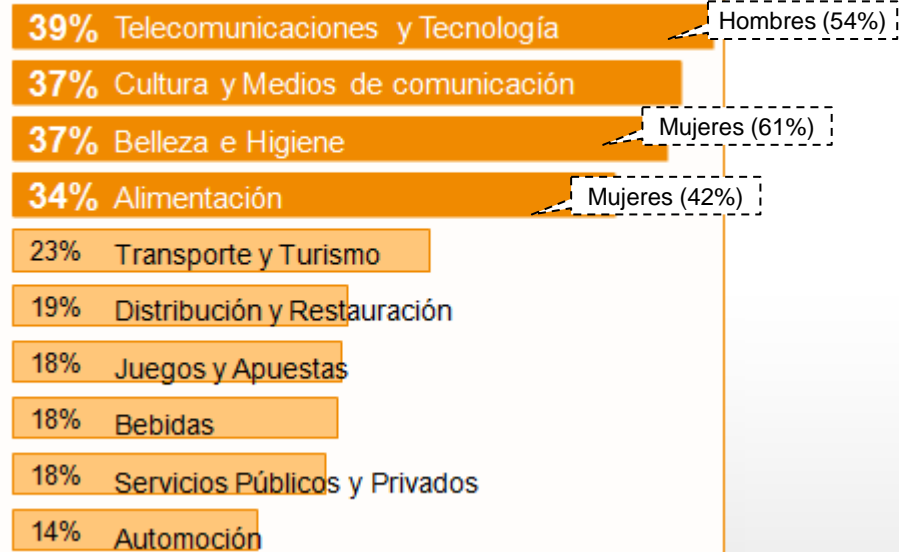 39% Telecomunicaciones y Tecnología
Hombres (54%)
37% Cultura y Medios de comunicación
37% Belleza e Higiene
Mujeres (61%)
34% Alimentación
Mujeres (42%)
23% Transporte y Turismo
19% Distribución y Restauración
18% Juegos y Apuestas
18% Bebidas
18% Servicios Públicos y Privados
14% Automoción